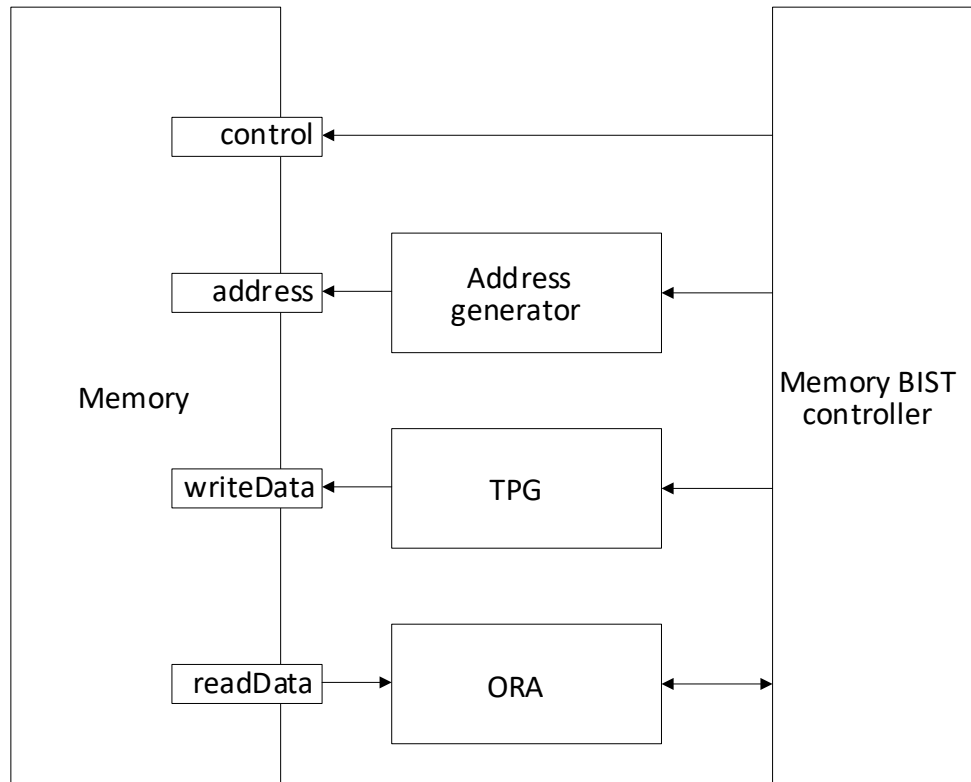 control
address
Address
generator
Memory
Memory BIST
controller
writeData
TPG
readData
ORA